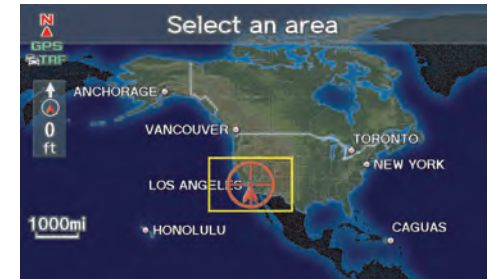 N
Select an area
GPS
TRF
ANCHORAGE
0
ft
VANCOUVER
TORONTO
NEW YORK
LOS ANGELES
1000mi
HONOLULU
CAGUAS